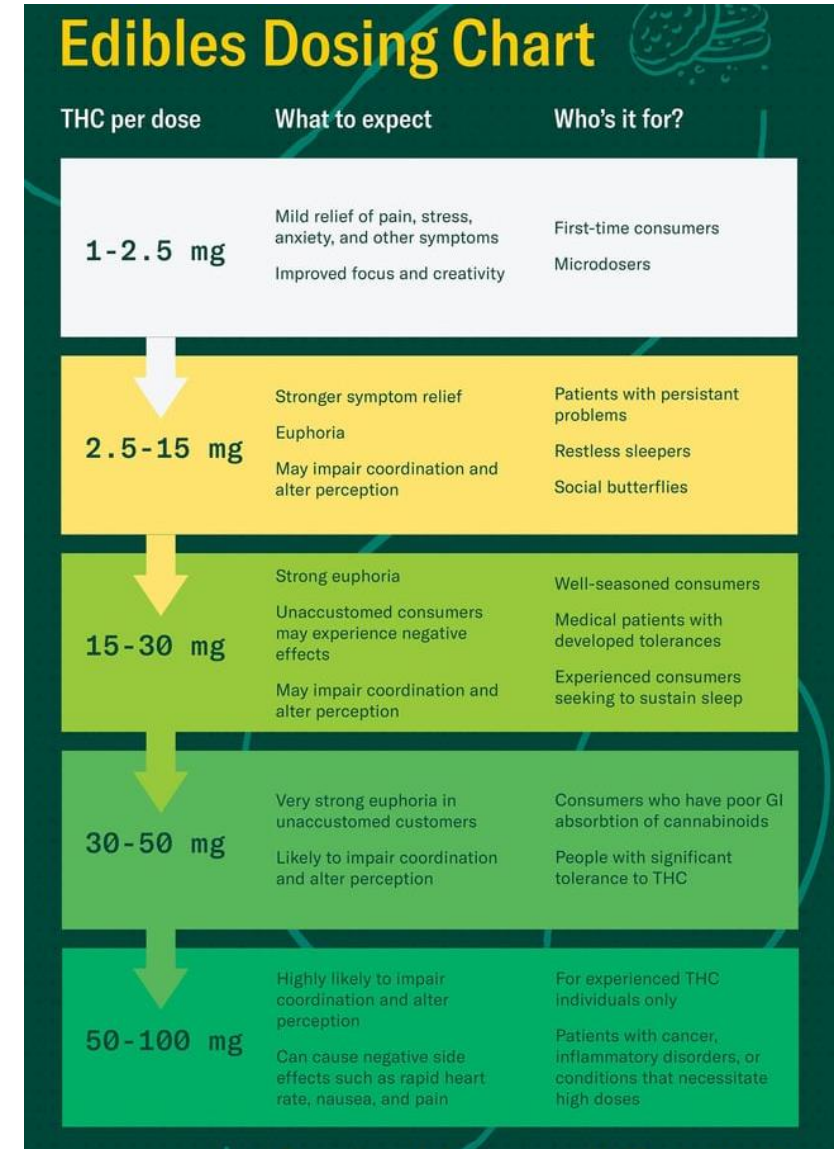 Edibles Dosing Chart
THC per dose
What to expect
Who's it for?
1-2.5 mg
Mild relief of pain, stress,
anxiety, and other symptoms
Improved focus and creativity
First-time consumers
Microdosers
2.5-15 mg
Stronger symptom relief
Euphoria
May impair coordination and
alter perception
Patients with persistant
problems
Restless sleepers
Social butterflies
15-30 mg
Strong euphoria
Unaccustomed consumers
may experience negative
effects
May impair coordination and
alter perception
Well-seasoned consumers
Medical patients with
developed tolerances
Experienced consumers
seeking to sustain sleep
30-50 mg
Very strong euphoria in
unaccustomed customers
Likely to impair coordination
and alter perception
Consumers who have poor GI
absorbtion of cannabinoids
People with significant
tolerance to THC
50-100 mg
Highly likely to impair
coordination and alter
perception
Can cause negative side
effects such as rapid heart
rate, nausea, and pain
For experienced THC
individuals only
Patients with cancer,
inflammatory disorders, or
conditions that necessitate
high doses